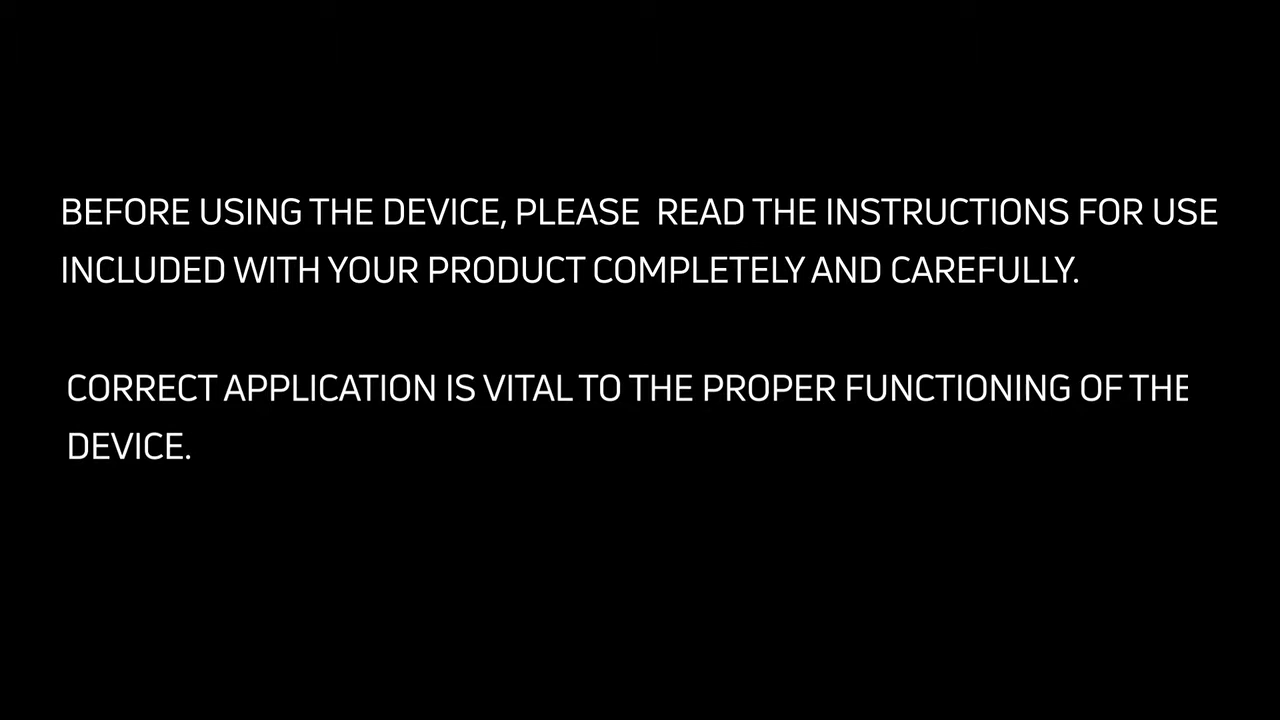 BEFORE USING THE DEVICE, PLEASE  READ THE INSTRUCTIONS FOR USE
INCLUDED WITH YOUR PRODUCT COMPLETELY AND CAREFULLY.
CORRECT APPLICATION IS VITAL TO THE PROPER FUNCTIONING OF THE
DEVICE.